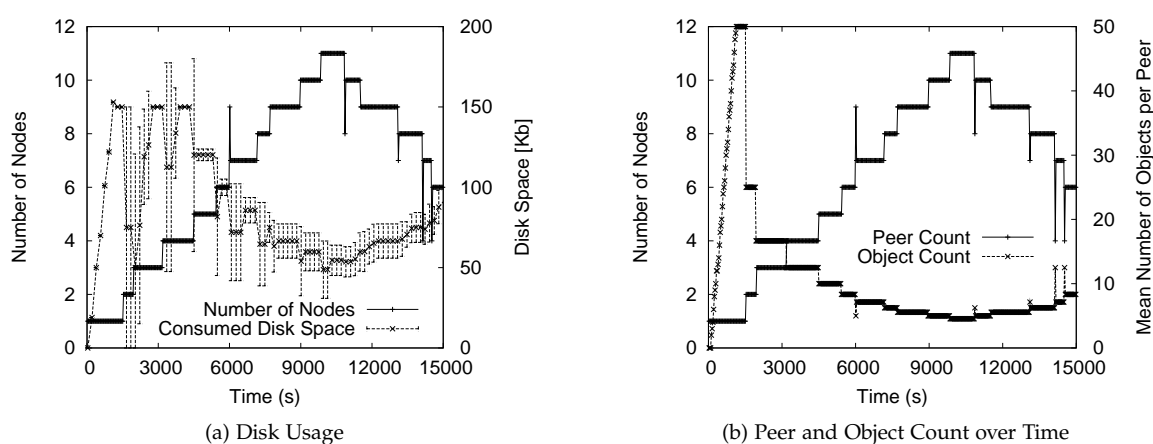 Number of Nodes
12
10
8
6
4
2
0
200
150
100
50
0
Disk Space [Kb]
Number of Nodes
Consumed Disk Space
0 3000 6000 9000 12000 15000
Time (s)
(a) Disk Usage
Number of Nodes
12
10
8
6
4
2
0
50
40
30
20
10
0
Mean Number of Objects per Peer
Peer Count
Object Count
0 3000 6000 9000 12000 15000
Time (s)
(b) Peer and Object Count over Time